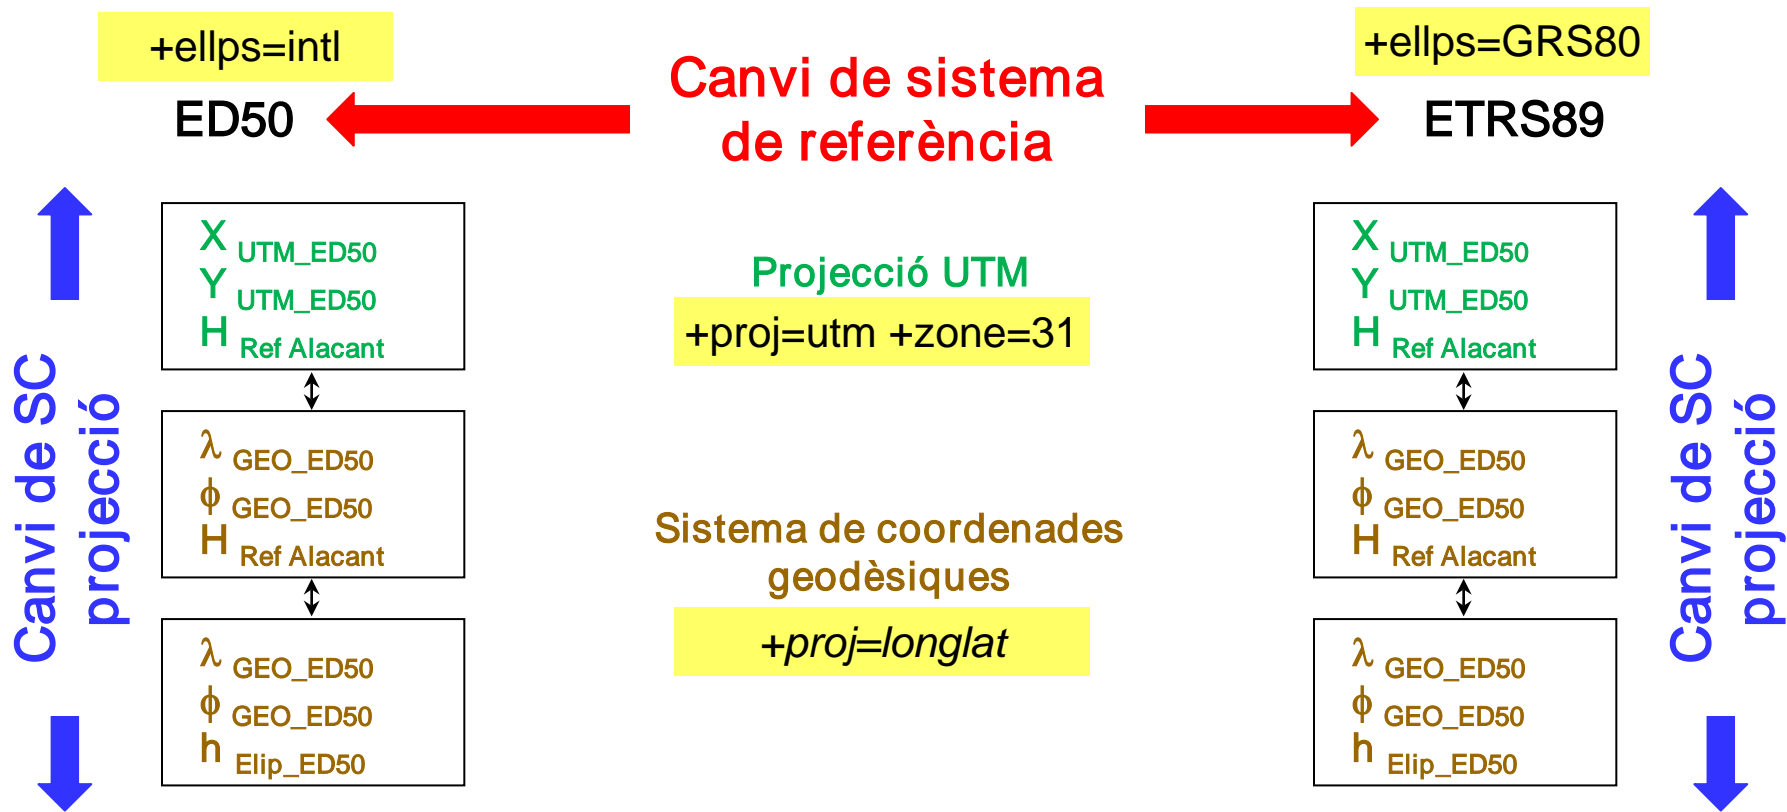 +ellps=intl
ED50
Canvi de sistema
de referència
+ellps=GRS80
ETRS89
Canvi de SC
projecció
X UTM_ED50
Y UTM_ED50
H Ref Alacant
λ GEO_ED50
ϕ GEO_ED50
H Ref Alacant
λ GEO_ED50
ϕ GEO_ED50
h Elip_ED50
Projecció UTM
+proj=utm +zone=31
Sistema de coordenades
geodèsiques
+proj=longlat
X UTM_ED50
Y UTM_ED50
H Ref Alacant
λ GEO_ED50
ϕ GEO_ED50
H Ref Alacant
λ GEO_ED50
ϕ GEO_ED50
h Elip_ED50
Canvi de SC
projecció